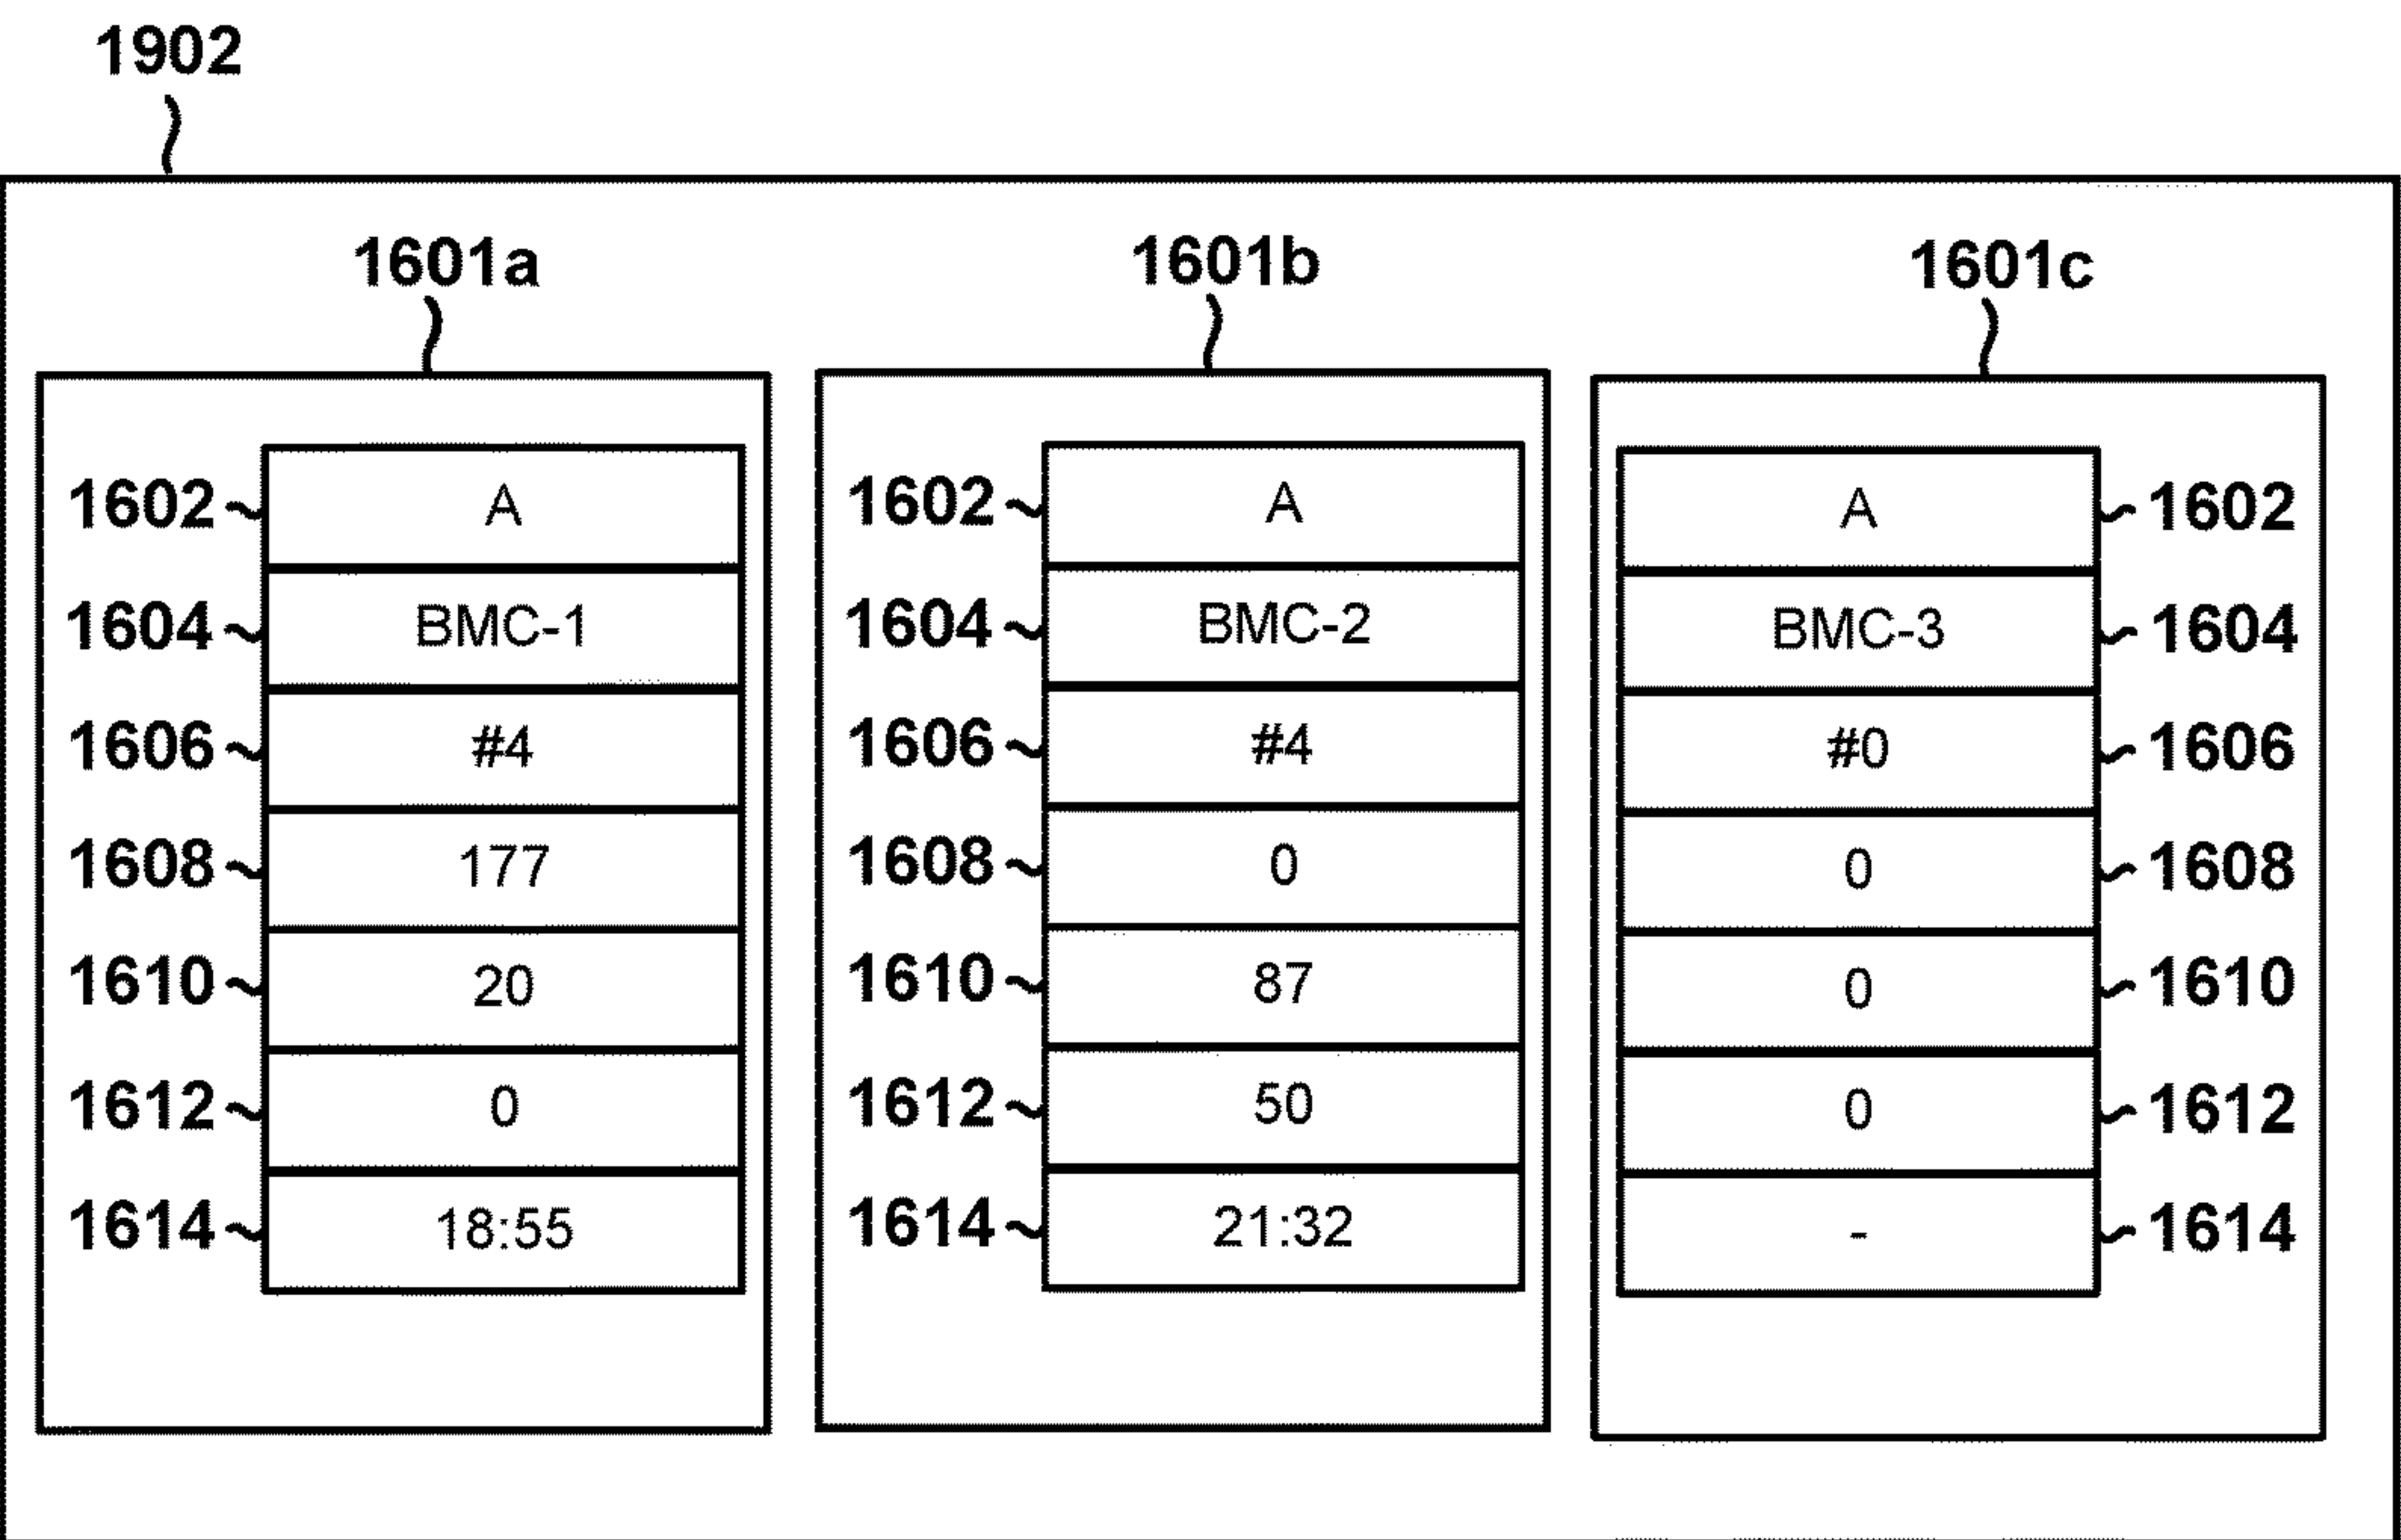 1902
1601a 1601b 1601c
1602 A 1602 A A 1602
1604 BMC-1 1604 BMC-2 BMC-3 1604
1606 #4 1606 #4 #0 1606
1608 177 1608 0 0 1608
1610 20 1610 87 0 1610
1612 0 1612 50 0 1612
1614 18:55 1614 21:32 - 1614